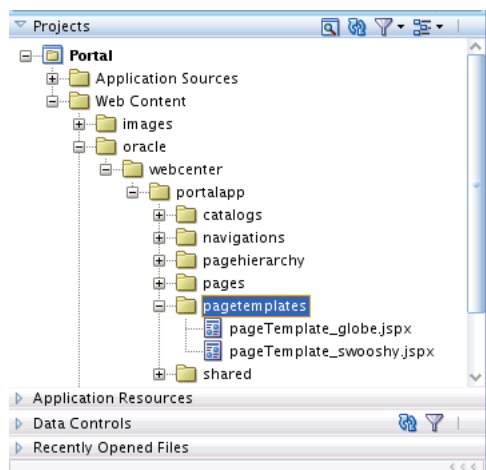 Projects
Portal
Application Sources
Web Content
images
oracle
webcenter
portalapp
catalogs
navigations
pagehierarchy
pages
pagetemplates
pageTemplate_globe.jspx
pageTemplate_swooshy.jspx
shared
Application Resources
Data Controls
Recently Opened Files